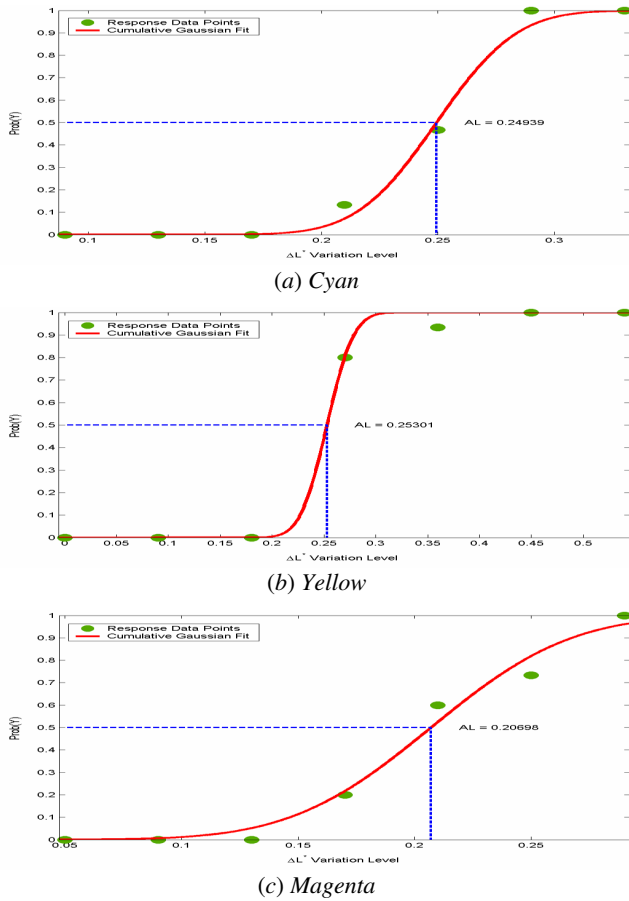 Response Data Points
Cumulative Gaussian Fit
1
0.9
0.8
0.7
0.6
0.5
0.4
0.3
0.2
0.1
0
Prob(Y)
AL = 0.24939
0.1 0.15 0.2 0.25 0.3
ΔL* Variation Level
(a) Cyan
Response Data Points
Cumulative Gaussian Fit
1
0.9
0.8
0.7
0.6
0.5
0.4
0.3
0.2
0.1
0
Prob(Y)
AL = 0.25301
0 0.05 0.1 0.15 0.2 0.25 0.3 0.35 0.4 0.45 0.5
ΔL* Variation Level
(b) Yellow
Response Data Points
Cumulative Gaussian Fit
1
0.9
0.8
0.7
0.6
0.5
0.4
0.3
0.2
0.1
0
Prob(Y)
AL = 0.20698
0.05 0.1 0.15 0.2 0.25
ΔL* Variation Level
(c) Magenta